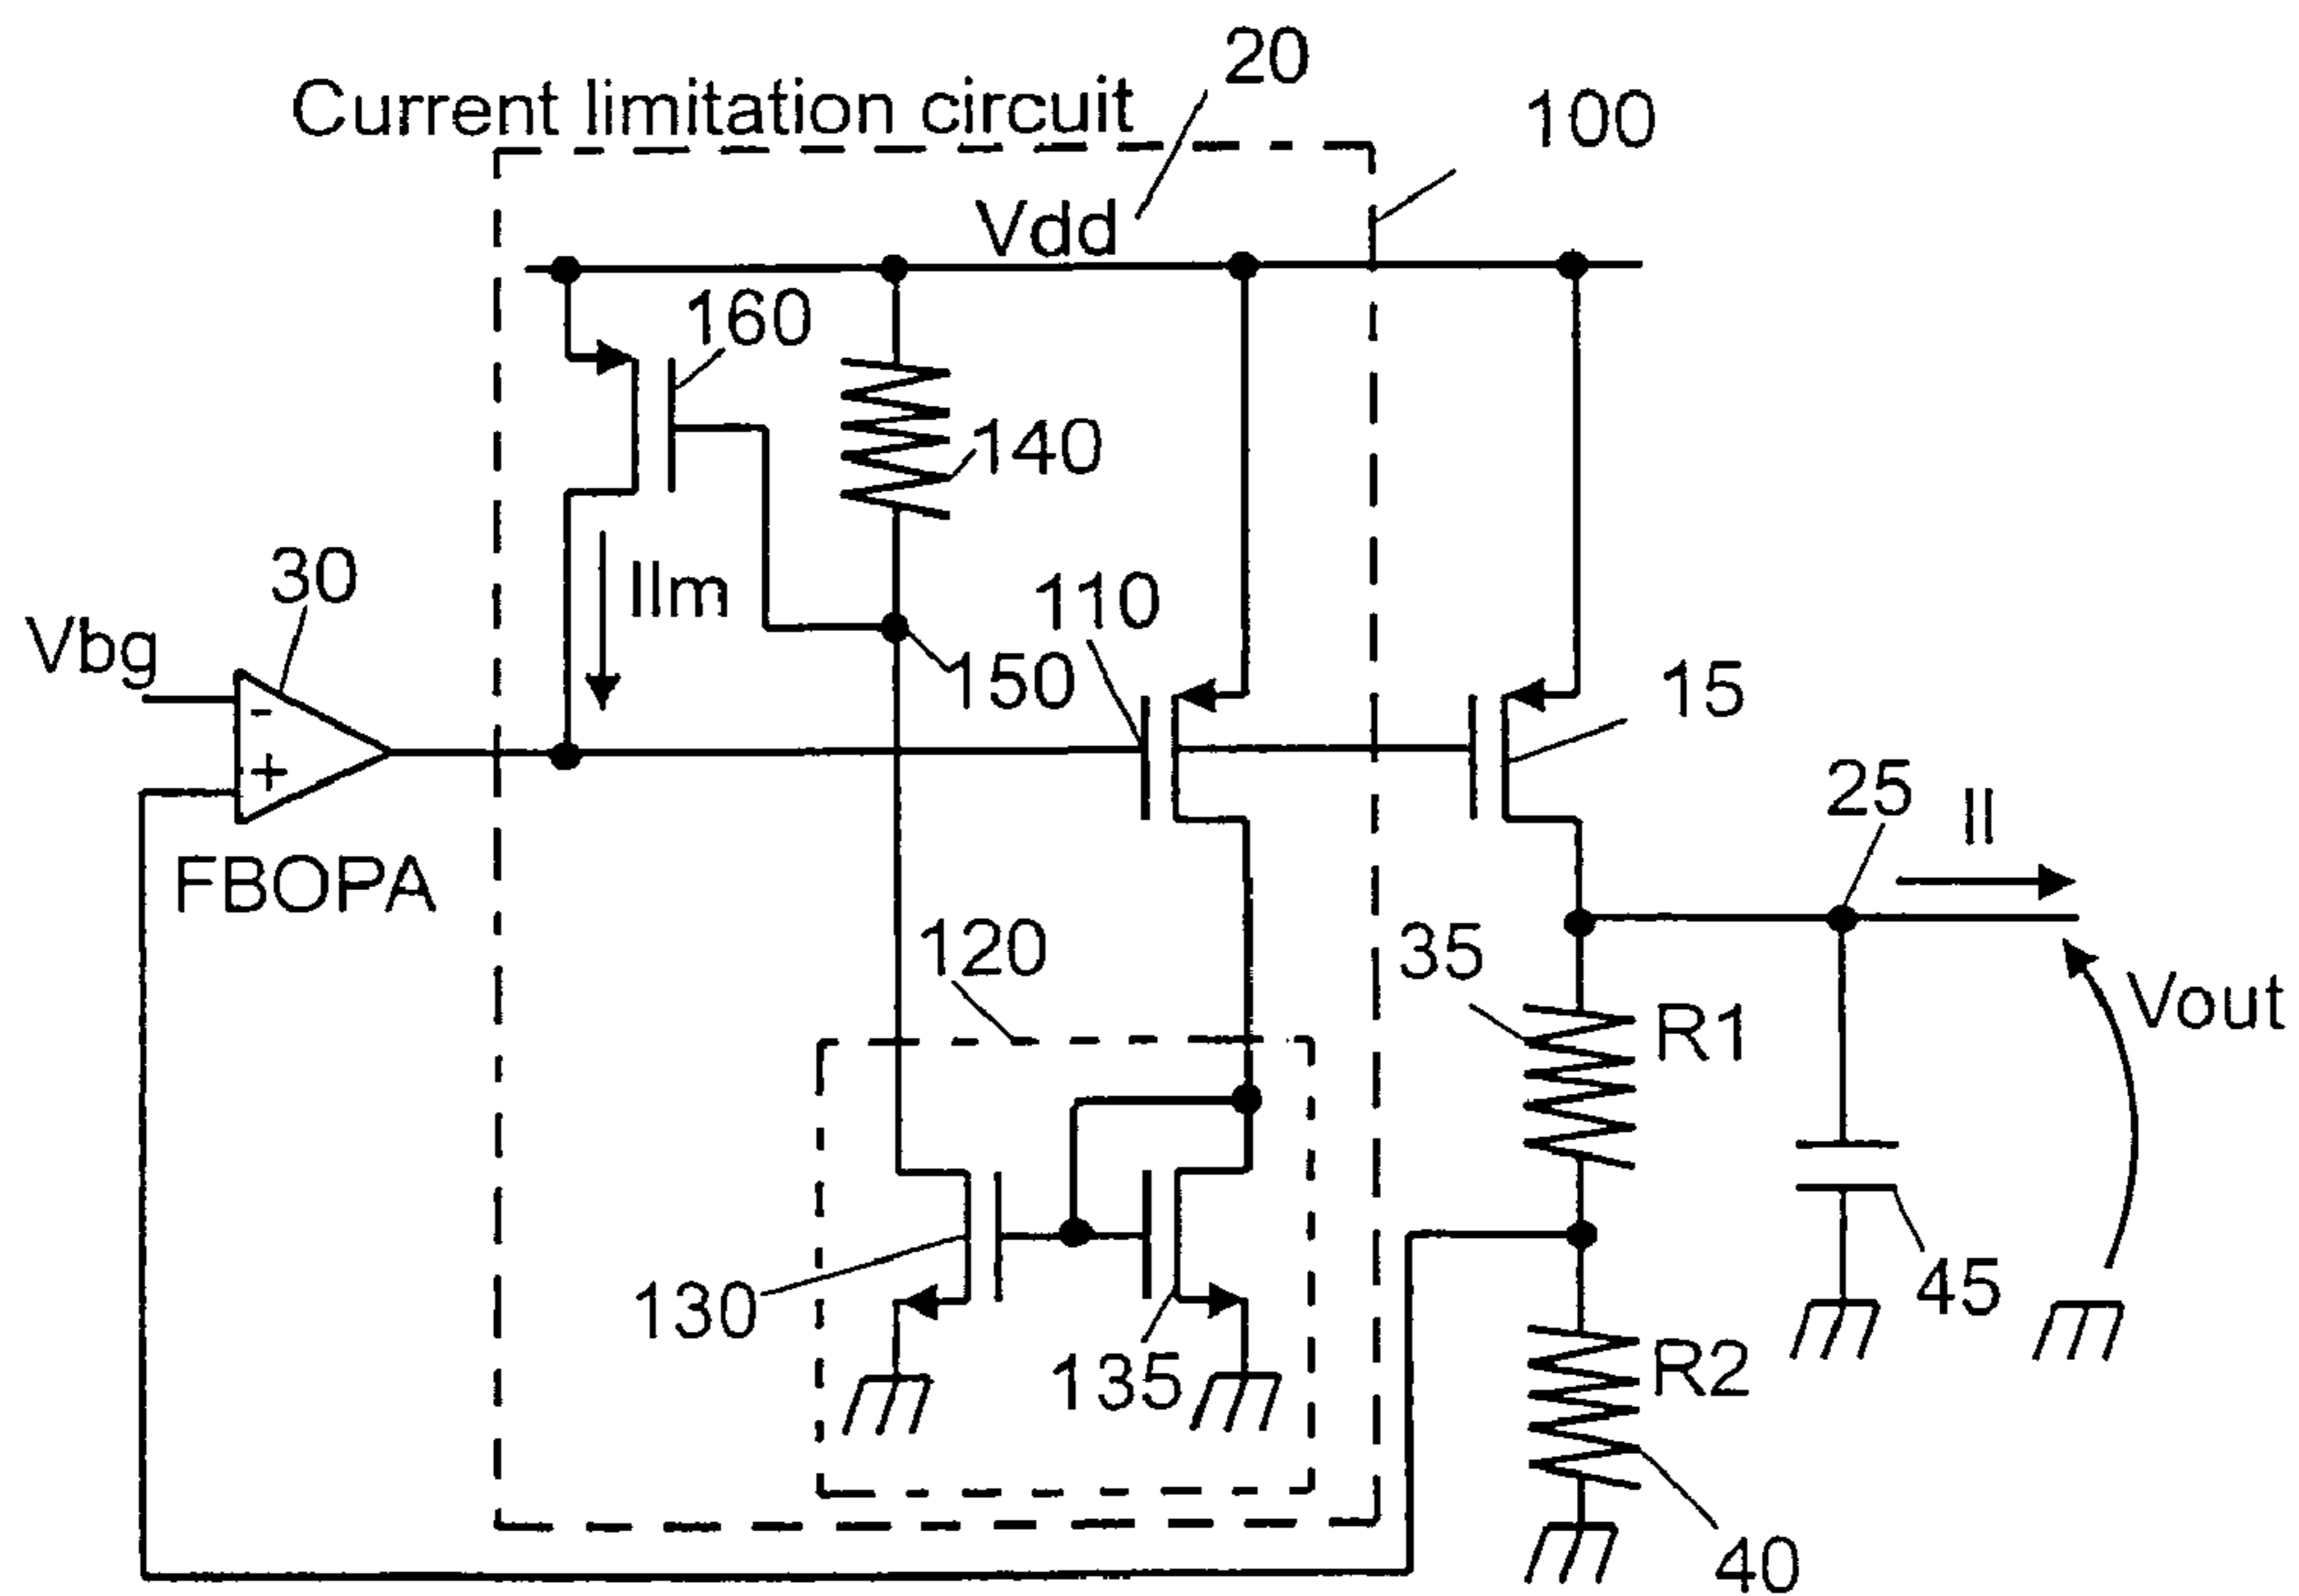 Current limitation circuit
20
100
Vdd
160
140
30
Ilm
110
Vbg
150
15
-
+
25
Il
FBOPA
120
35
R1
Vout
130
135
45
R2
40